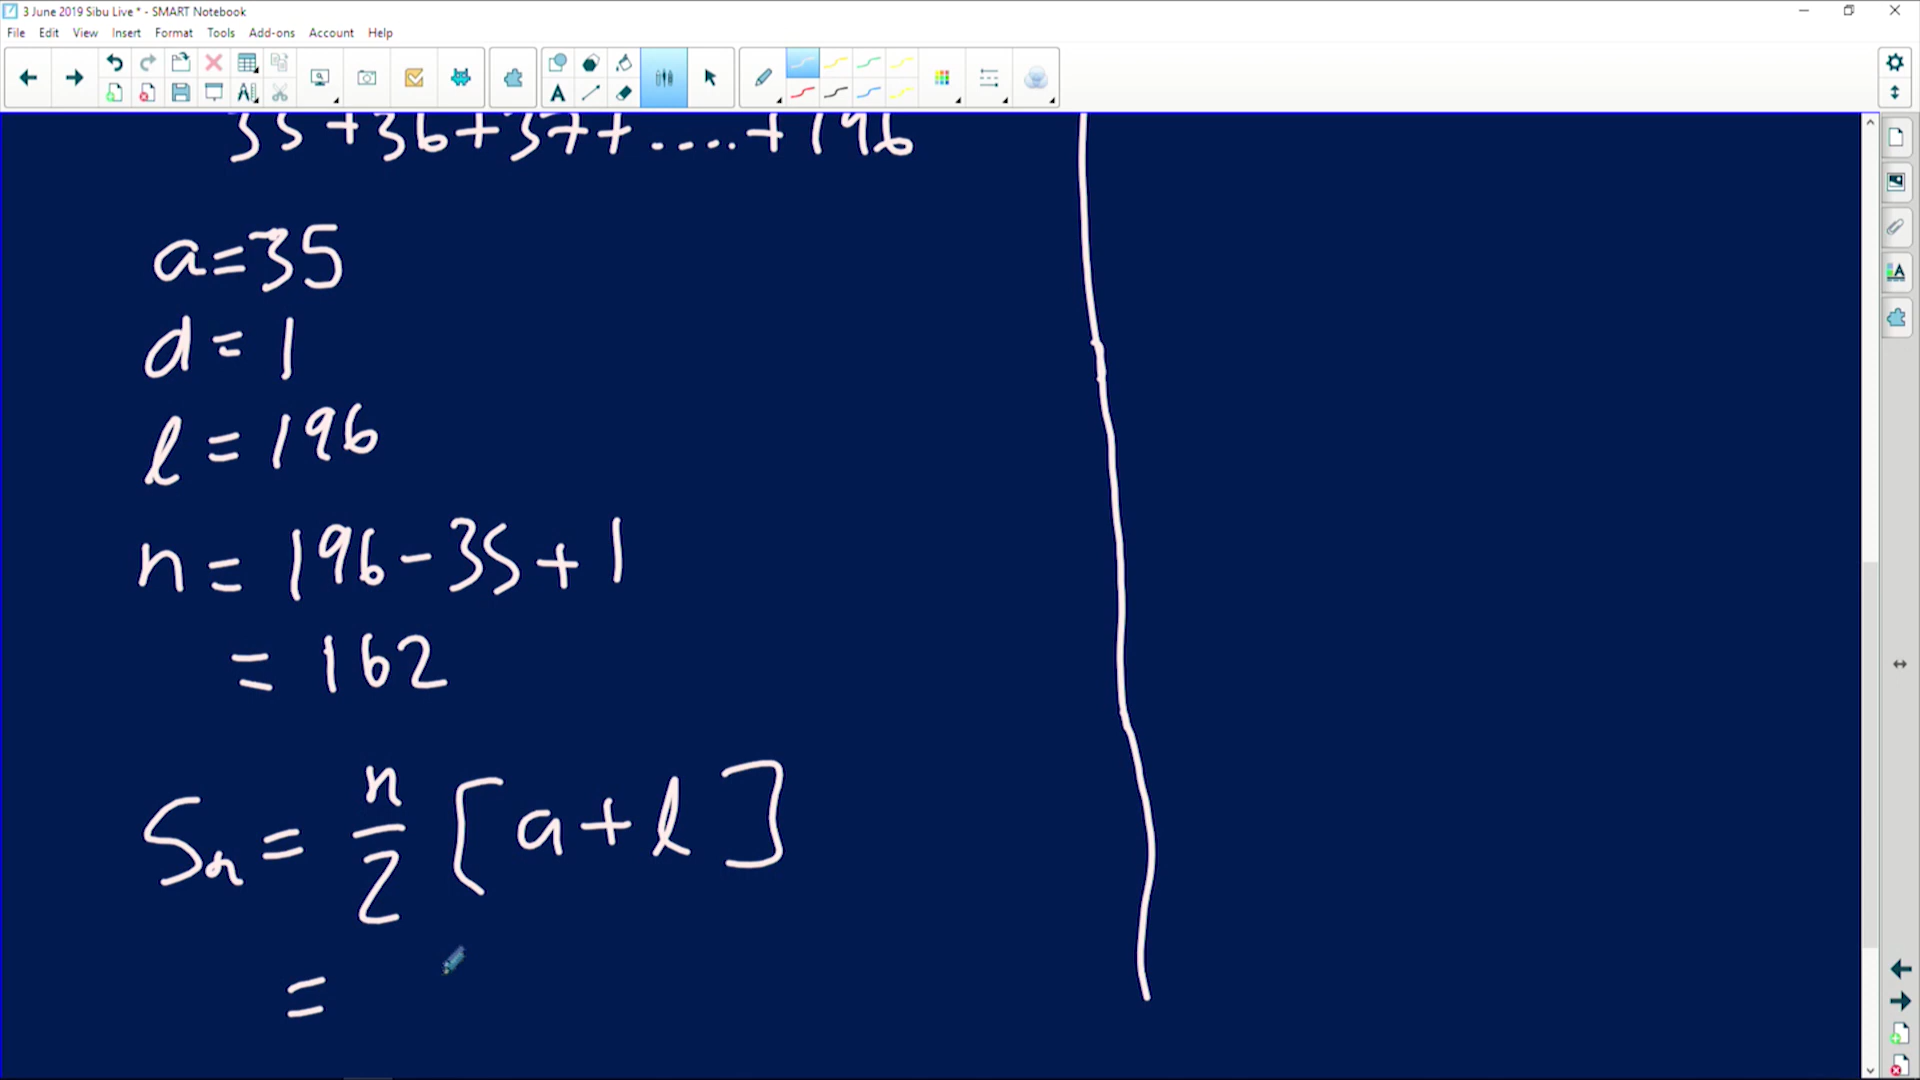 3 June 2019 Sibu Live * - SMART Notebook
File Edit View Insert Format Tools Add-ons Account Help
35+36+37+....+196
a=35
d=1
l=196
n=196-35+1
=162
Sn=n/2[a+l]
=